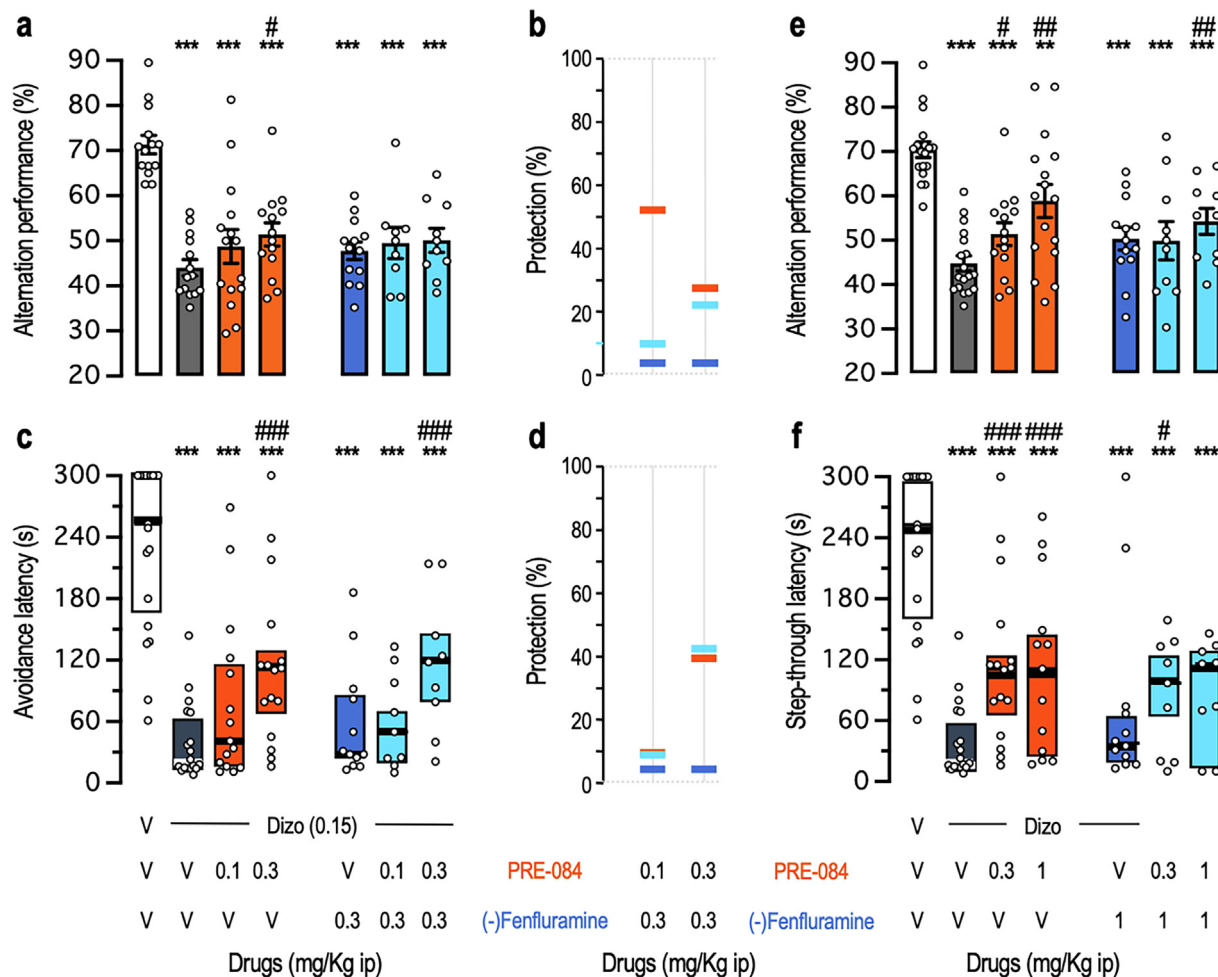 a
#
*** *** *** *** *** ***
Alternation performance (%)
90
80
70
60
50
40
30
20
b
Protection (%)
100
80
60
40
20
0
e
# ## ##
*** *** ** *** *** ***
Alternation performance (%)
90
80
70
60
50
40
30
20
c
### ###
*** *** *** *** *** ***
Avoidance latency (s)
300
240
180
120
60
0
d
Protection (%)
100
80
60
40
20
0
f
### ### #
*** *** *** *** *** ***
Step-through latency (s)
300
240
180
120
60
0
V Dizo (0.15) V Dizo
V V 0.1 0.3 V 0.1 0.3 PRE-084 0.1 0.3 PRE-084 V V 0.3 1 V 0.3 1
V V V V 0.3 0.3 0.3 (-)Fenfluramine 0.3 0.3 (-)Fenfluramine V V V V 1 1 1
Drugs (mg/Kg ip) Drugs (mg/Kg ip) Drugs (mg/Kg ip)